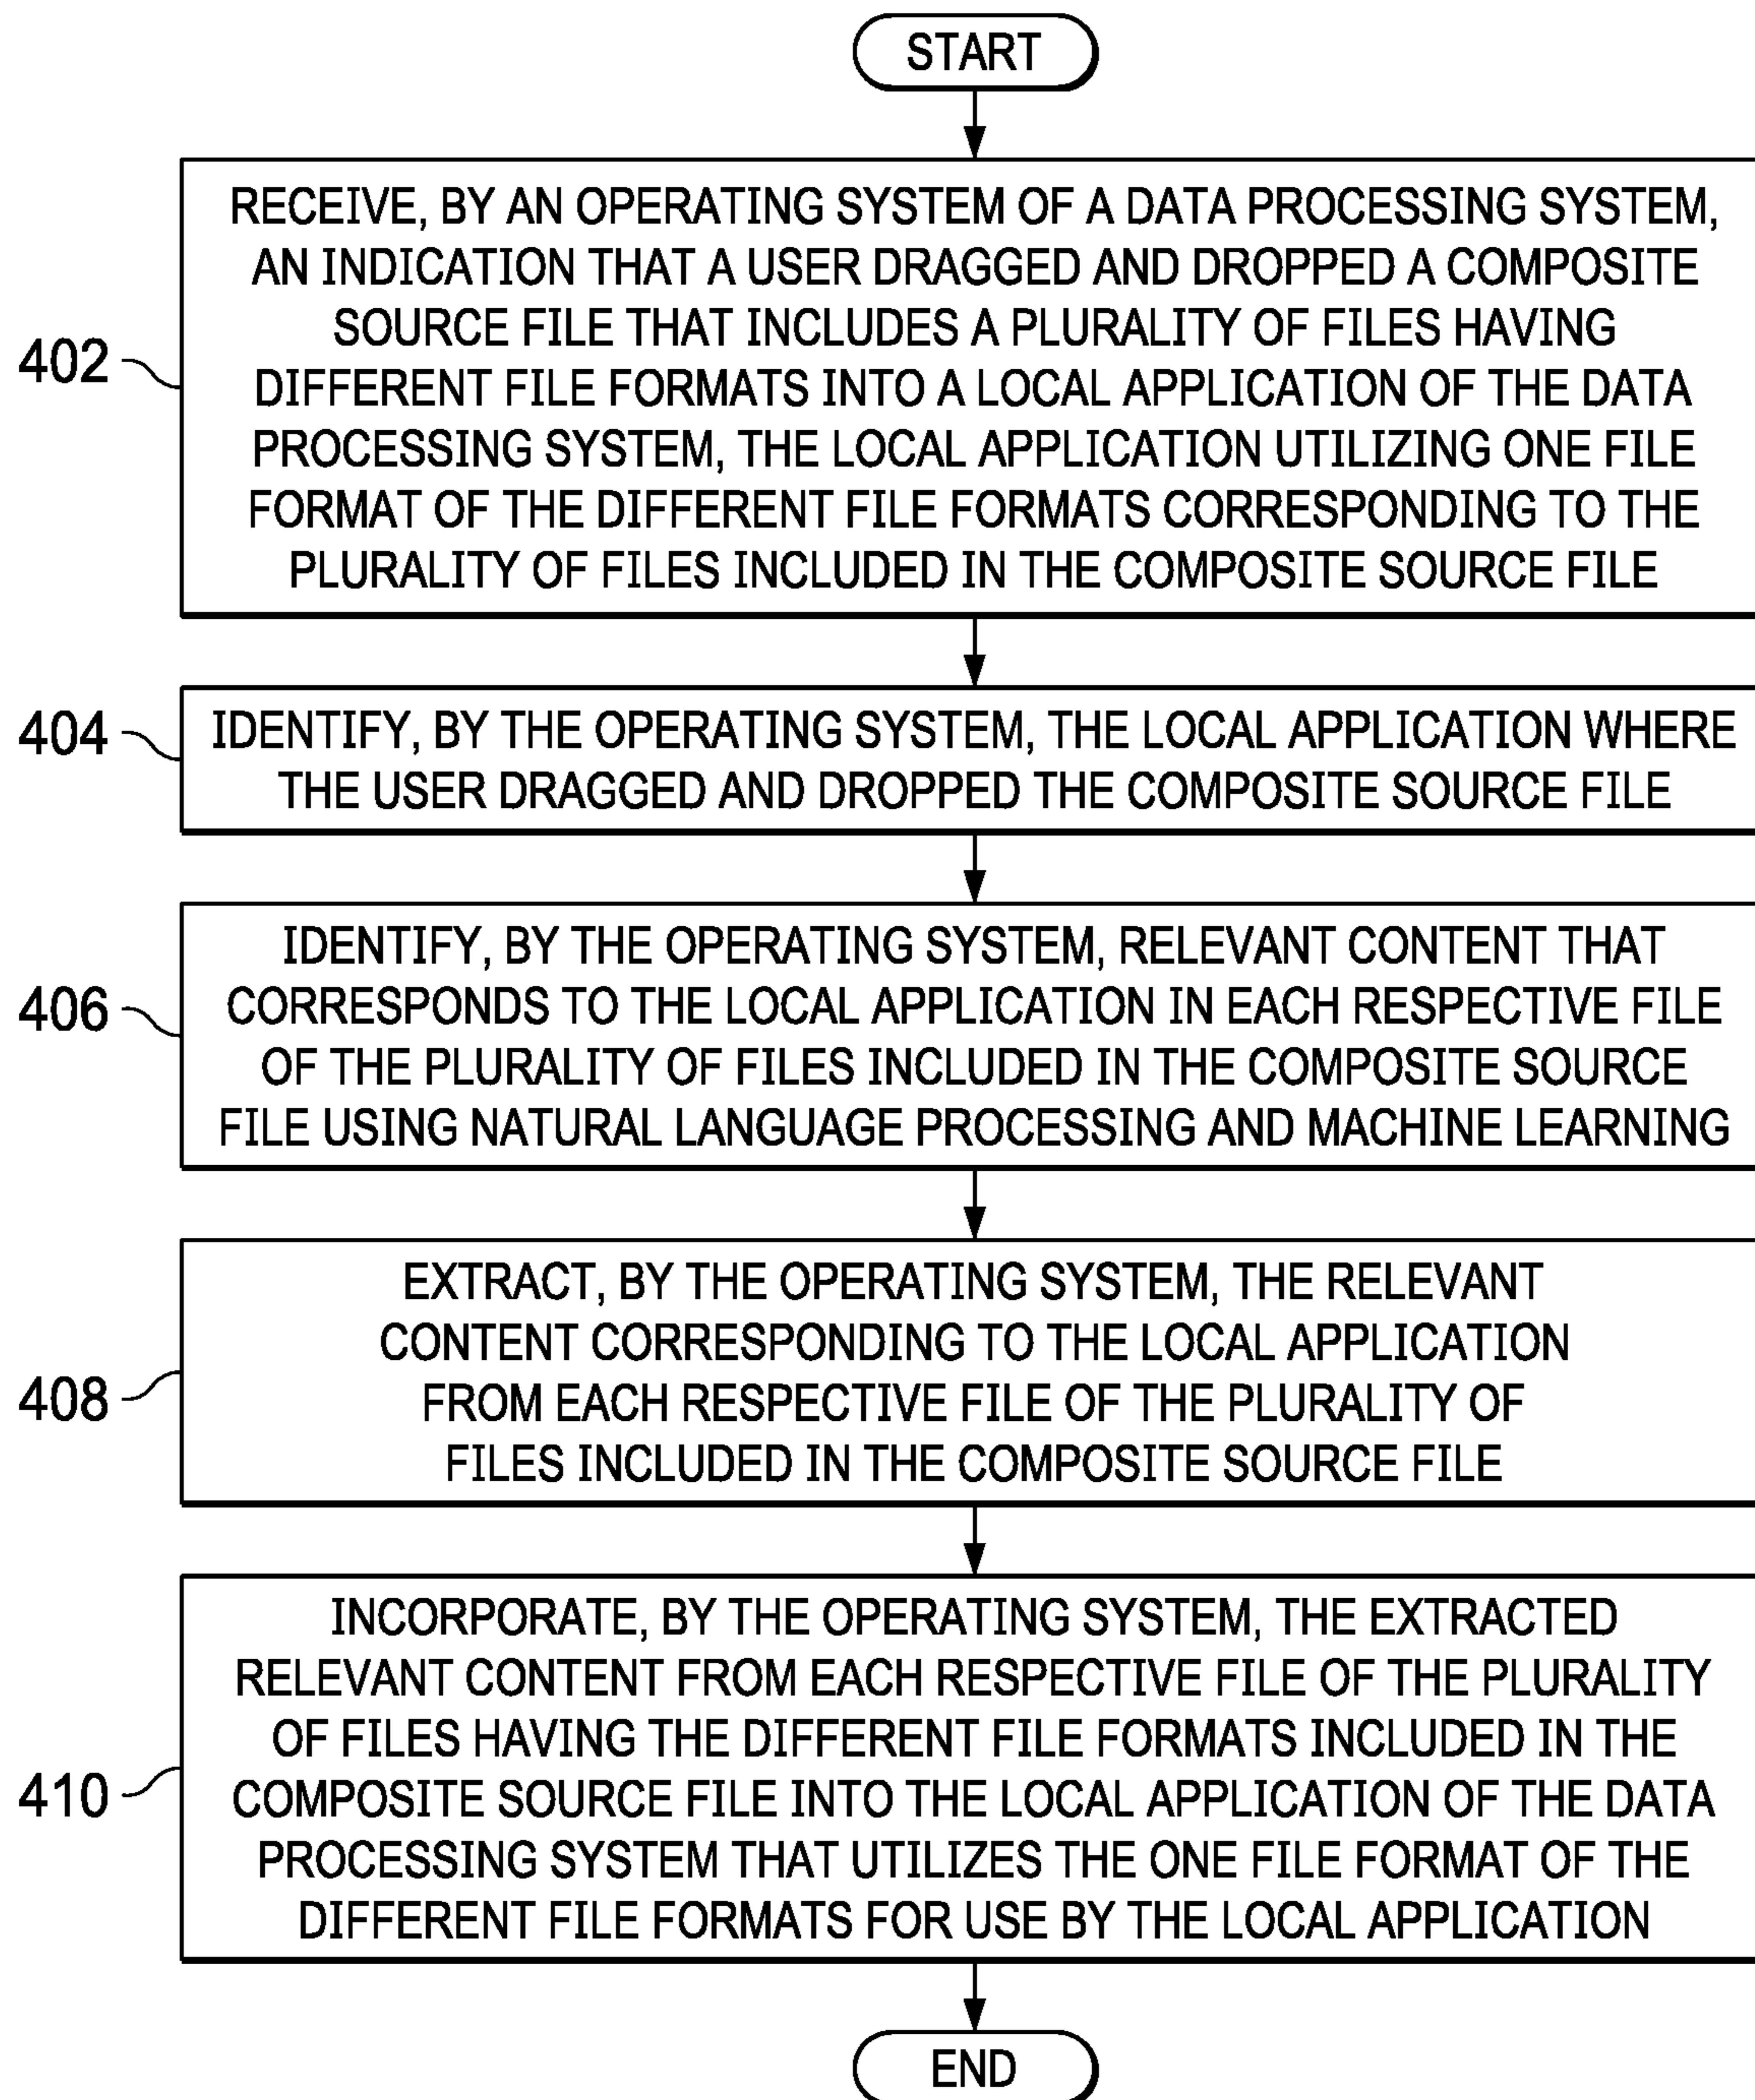 START
402
RECEIVE, BY AN OPERATING SYSTEM OF A DATA PROCESSING SYSTEM,
AN INDICATION THAT A USER DRAGGED AND DROPPED A COMPOSITE
SOURCE FILE THAT INCLUDES A PLURALITY OF FILES HAVING
DIFFERENT FILE FORMATS INTO A LOCAL APPLICATION OF THE DATA
PROCESSING SYSTEM, THE LOCAL APPLICATION UTILIZING ONE FILE
FORMAT OF THE DIFFERENT FILE FORMATS CORRESPONDING TO THE
PLURALITY OF FILES INCLUDED IN THE COMPOSITE SOURCE FILE
404
IDENTIFY, BY THE OPERATING SYSTEM, THE LOCAL APPLICATION WHERE
THE USER DRAGGED AND DROPPED THE COMPOSITE SOURCE FILE
406
IDENTIFY, BY THE OPERATING SYSTEM, RELEVANT CONTENT THAT
CORRESPONDS TO THE LOCAL APPLICATION IN EACH RESPECTIVE FILE
OF THE PLURALITY OF FILES INCLUDED IN THE COMPOSITE SOURCE
FILE USING NATURAL LANGUAGE PROCESSING AND MACHINE LEARNING
408
EXTRACT, BY THE OPERATING SYSTEM, THE RELEVANT
CONTENT CORRESPONDING TO THE LOCAL APPLICATION
FROM EACH RESPECTIVE FILE OF THE PLURALITY OF
FILES INCLUDED IN THE COMPOSITE SOURCE FILE
410
INCORPORATE, BY THE OPERATING SYSTEM, THE EXTRACTED
RELEVANT CONTENT FROM EACH RESPECTIVE FILE OF THE PLURALITY
OF FILES HAVING THE DIFFERENT FILE FORMATS INCLUDED IN THE
COMPOSITE SOURCE FILE INTO THE LOCAL APPLICATION OF THE DATA
PROCESSING SYSTEM THAT UTILIZES THE ONE FILE FORMAT OF THE
DIFFERENT FILE FORMATS FOR USE BY THE LOCAL APPLICATION
END